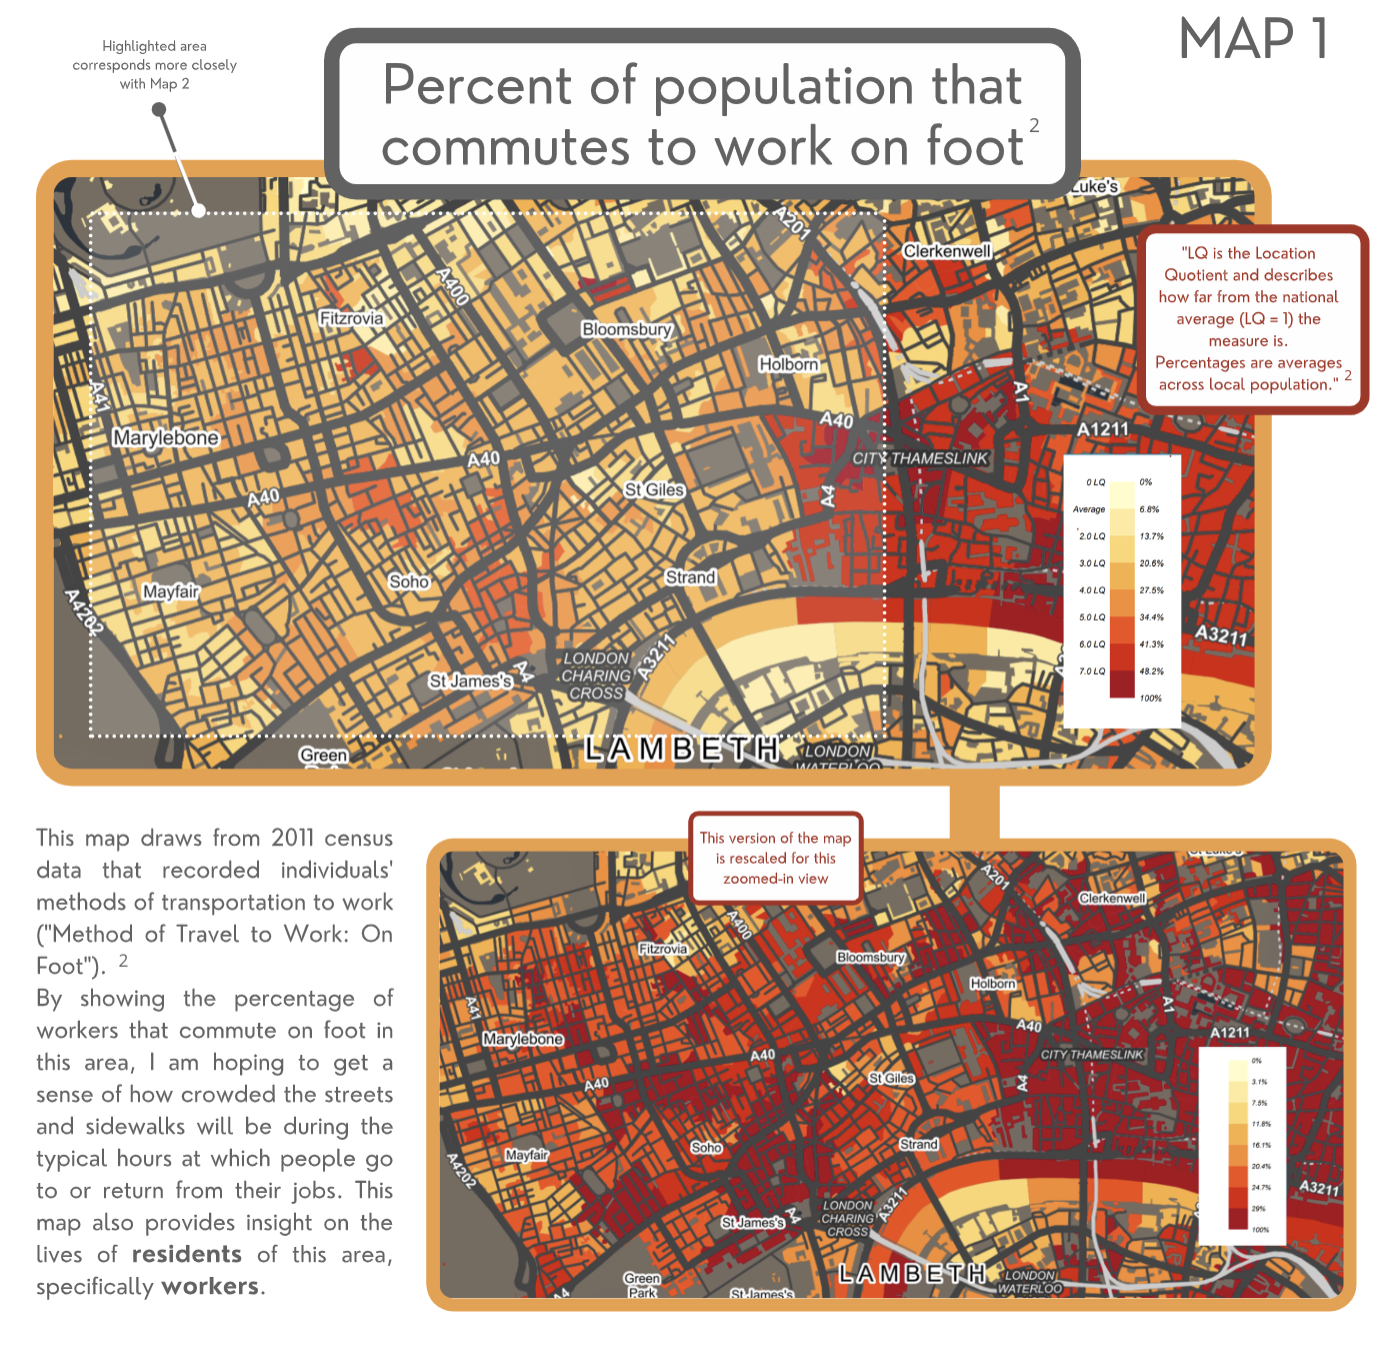 MAP 1
Highlighted area
corresponds more closely
with Map 2
Percent of population that
commutes to work on foot 2
Luke's
A201
Clerkenwell
"LQ is the Location
Quotient and describes
how far from the national
average (LQ = 1) the
measure is.
Percentages are averages
across local population." 2
A400
Fitzrovia
Bloomsbury
Holborn
A41
A1
Marylebone
A40
A1211
CITY THAMESLINK
A40
A40
St Giles
A4
0 LQ 0%
Average 6.8%
2.0 LQ 13.7%
3.0 LQ 20.6%
4.0 LQ 27.5%
5.0 LQ 34.4%
6.0 LQ 41.3%
7.0 LQ 48.2%
100%
Mayfair
Soho
Strand
A4202
A3211
A3211
LONDON
CHARING
CROSS
St James's
A4
Green
LAMBETH
LONDON
WATERLOO
This map draws from 2011 census
data that recorded individuals'
methods of transportation to work
("Method of Travel to Work: On
Foot"). 2
By showing the percentage of
workers that commute on foot in
this area, I am hoping to get a
sense of how crowded the streets
and sidewalks will be during the
typical hours at which people go
to or return from their jobs. This
map also provides insight on the
lives of residents of this area,
specifically workers.
This version of the map
is rescaled for this
zoomed-in view
St Luke's
A201
Clerkenwell
A400
Fitzrovia
Bloomsbury
Holborn
A41
A1
Marylebone
A40
A1211
A40
CITY THAMESLINK
A40
St Giles
A4
0%
3.1%
7.5%
11.8%
16.1%
20.4%
24.7%
29%
100%
Mayfair
Soho
Strand
A4202
A3211
A3211
LONDON
CHARING
CROSS
St James's
A4
Green
Park
LAMBETH
LONDON
WATERLOO
A4
St James's